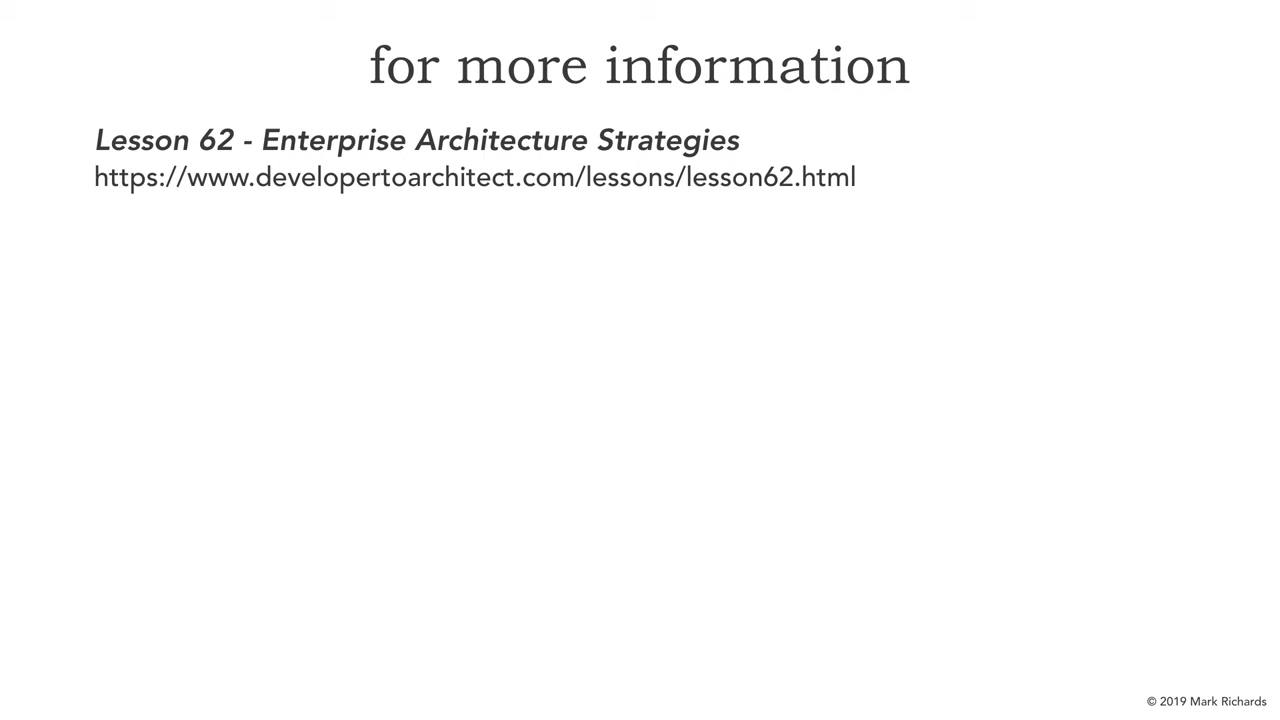 for more information
Lesson 62 - Enterprise Architecture Strategies
https://www.developertoarchitect.com/lessons/lesson62.html
© 2019 Mark Richards